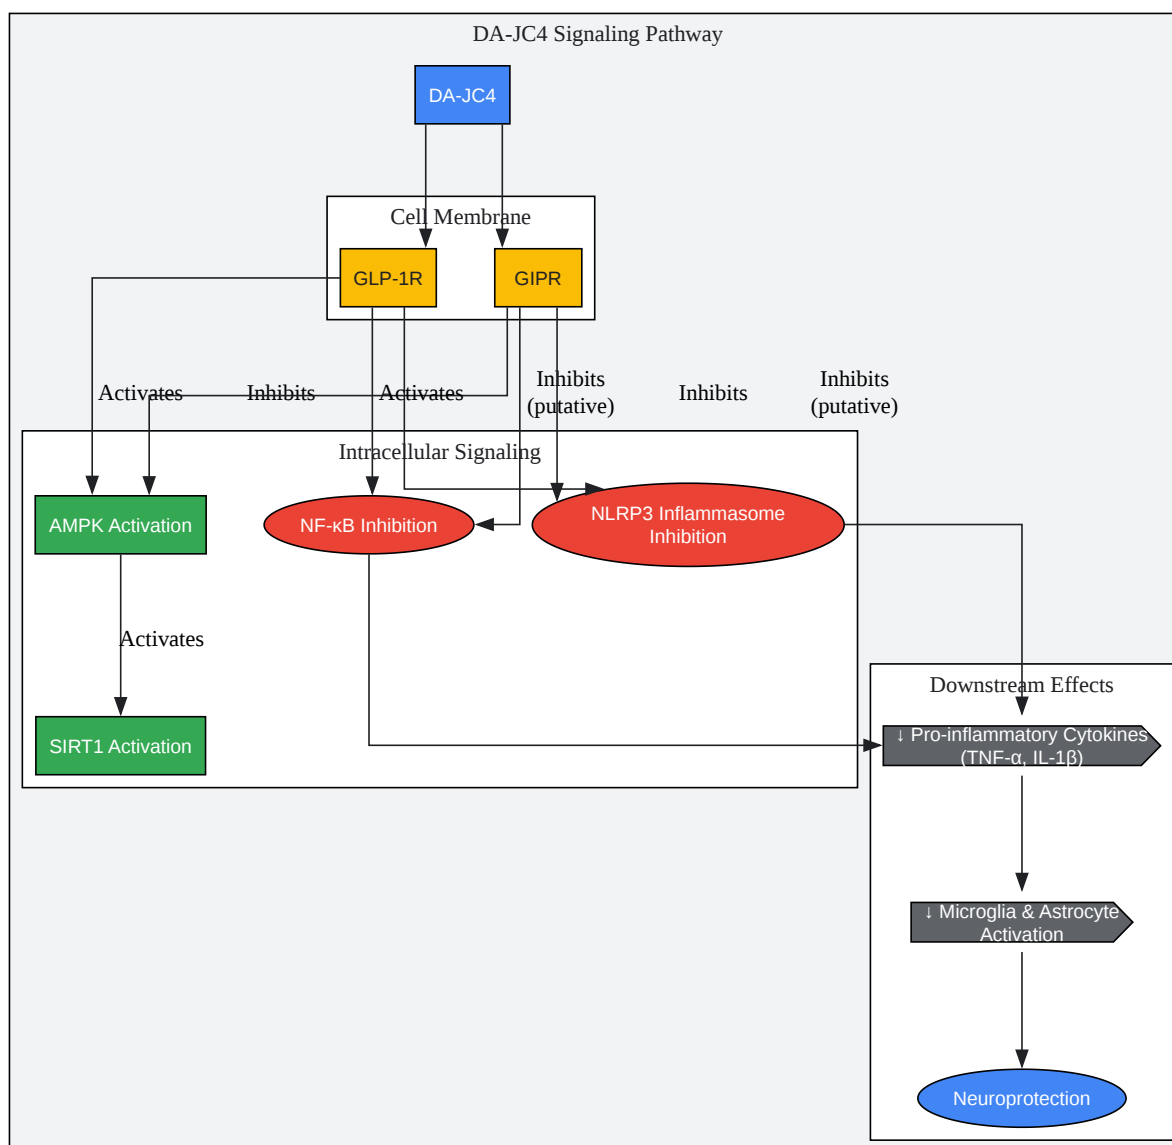 DA-JC4 Signaling Pathway
DA-JC4
Cell Membrane
GLP-1R
GIPR
Activates
Inhibits
Activates
Inhibits
(putative)
Inhibits
Inhibits
(putative)
Intracellular Signaling
AMPK Activation
NF-κB Inhibition
NLRP3 Inflammasome
Inhibition
Activates
SIRT1 Activation
Downstream Effects
↓ Pro-inflammatory Cytokines
(TNF-α, IL-1β)
↓ Microglia & Astrocyte
Activation
Neuroprotection